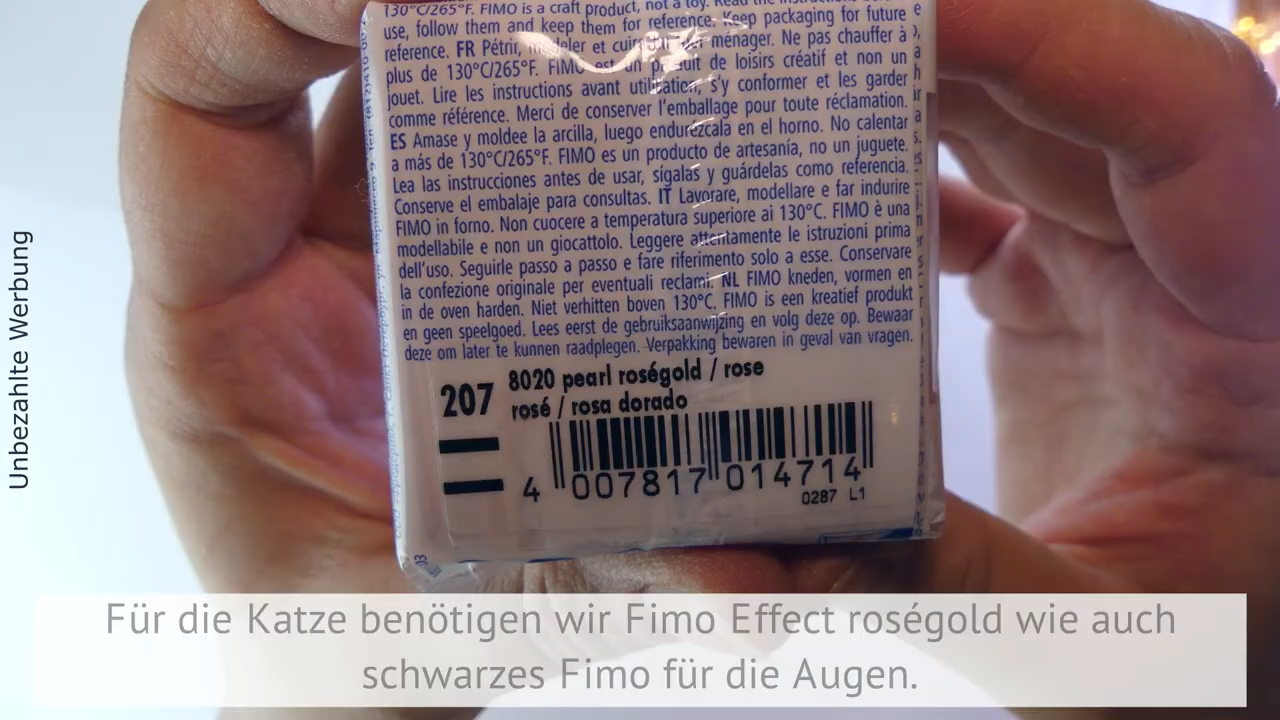 130°C/265°F. FIMO is a craft product, not a toy. Read the instructions
use, follow them and keep them for reference. Keep packaging for future
reference. FR Pétrir, modeler et cuire au four ménager. Ne pas chauffer à
plus de 130°C/265°F. FIMO est un produit de loisirs créatif et non un
jouet. Lire les instructions avant utilisation, s'y conformer et les garder
comme référence. Merci de conserver l'emballage pour toute réclamation.
ES Amase y moldee la arcilla, luego endurézcala en el horno. No calentar
a más de 130°C/265°F. FIMO es un producto de artesanía, no un juguete.
Lea las instrucciones antes de usar, sígalas y guárdelas como referencia.
Conserve el embalaje para consultas. IT Lavorare, modellare e far indurire
FIMO in forno. Non cuocere a temperatura superiore ai 130°C. FIMO è una
modellabile e non un giocattolo. Leggere attentamente le istruzioni prima
dell'uso. Seguirle passo a passo e fare riferimento solo a esse. Conservare
la confezione originale per eventuali reclami. NL FIMO kneden, vormen en
in de oven harden. Niet verhitten boven 130°C. FIMO is een kreatief produkt
en geen speelgoed. Lees eerst de gebruiksaanwijzing en volg deze op. Bewaar
deze om later te kunnen raadplegen. Verpakking bewaren in geval van vragen.
207
8020 pearl roségold / rose
rosé / rosa dorado
4 007817 014714
0287 L1
Unbezahlte Werbung
Für die Katze benötigen wir Fimo Effect roségold wie auch
schwarzes Fimo für die Augen.